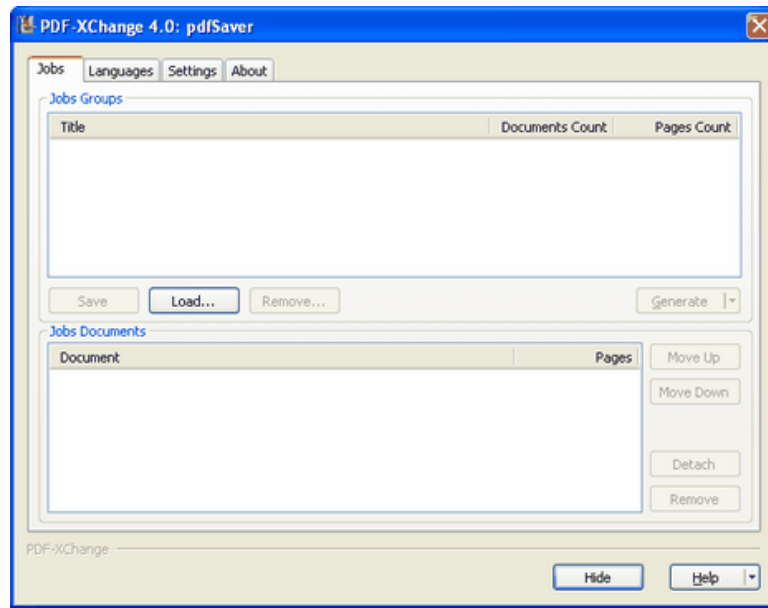 PDF-XChange 4.0: pdfSaver
Jobs Languages Settings About
Jobs Groups
Title Documents Count Pages Count
Save Load... Remove... Generate
Jobs Documents
Document Pages
Move Up
Move Down
Detach
Remove
PDF-XChange
Hide Help